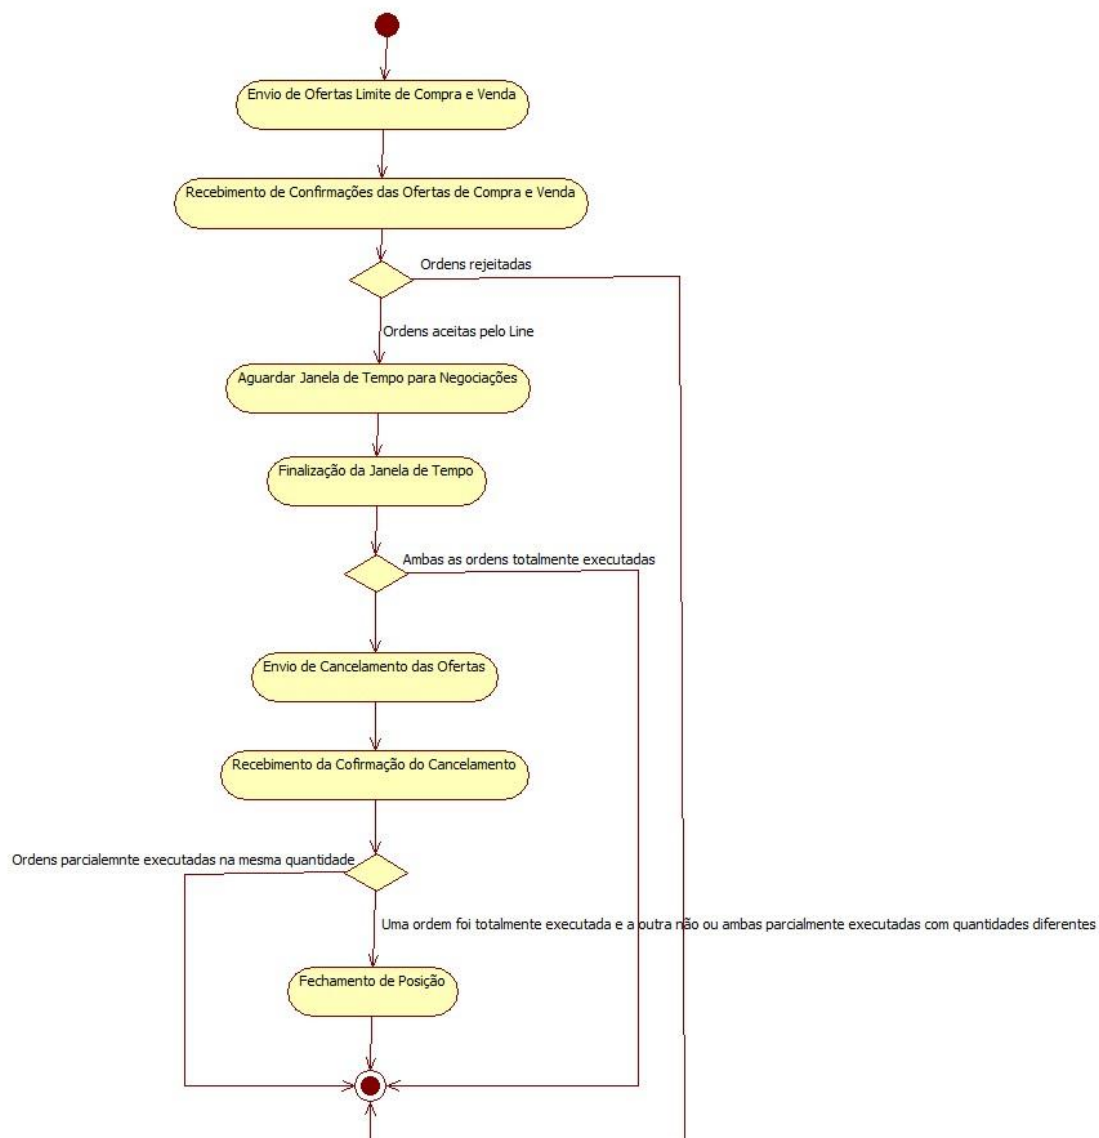 Envio de Ofertas Limite de Compra e Venda
Recebimento de Confirmações das Ofertas de Compra e Venda
Ordens rejeitadas
Ordens aceitas pelo Line
Aguardar Janela de Tempo para Negociações
Finalização da Janela de Tempo
Ambas as ordens totalmente executadas
Envio de Cancelamento das Ofertas
Recebimento da Cofirmação do Cancelamento
Ordens parcialemnte executadas na mesma quantidade
Uma ordem foi totalmente executada e a outra não ou ambas parcialmente executadas com quantidades diferentes
Fechamento de Posição